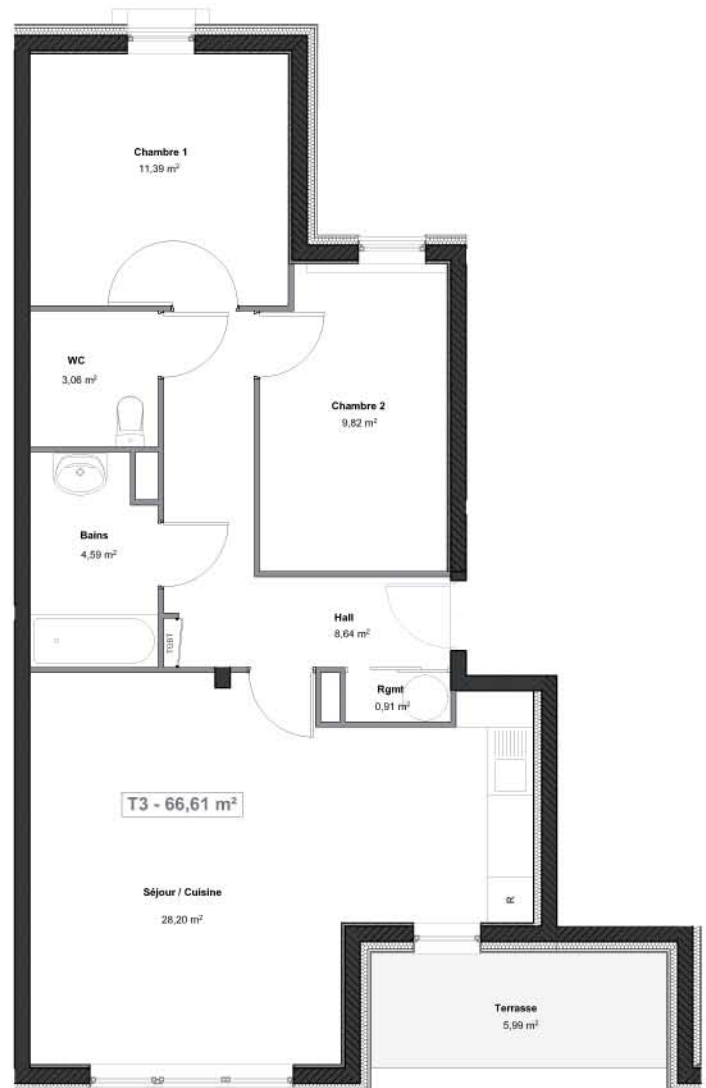 Chambre 1
11,39 m²
WC
3,06 m²
Chambre 2
9,82 m²
Bains
4,59 m²
TGBT
Hall
8,64 m²
Rgmt
0,91 m²
T3 - 66,61 m²
Séjour / Cuisine
28,20 m²
R
Terrasse
5,99 m²